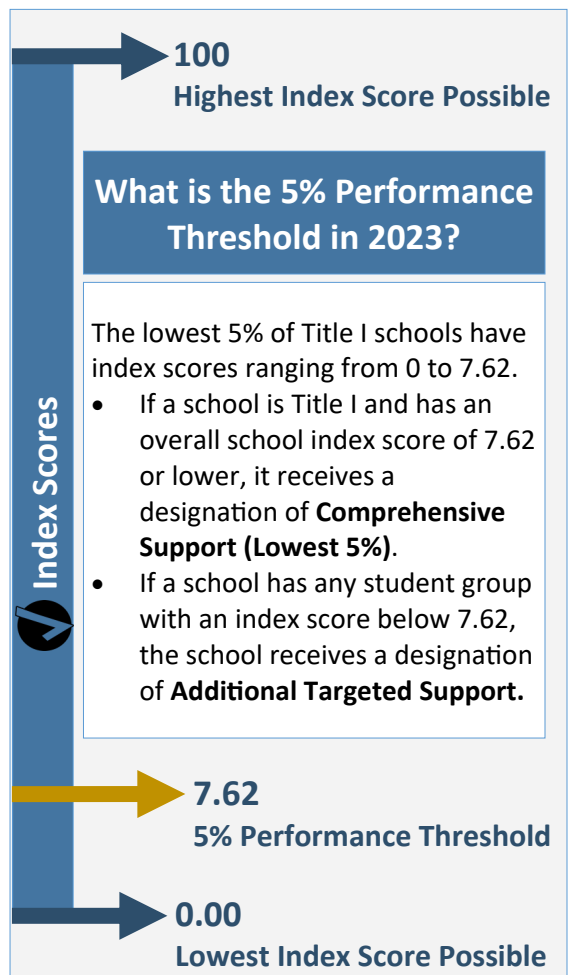 100
Highest Index Score Possible
What is the 5% Performance
Threshold in 2023?
The lowest 5% of Title I schools have
index scores ranging from 0 to 7.62.
• If a school is Title I and has an
overall school index score of 7.62
or lower, it receives a
designation of Comprehensive
Support (Lowest 5%).
• If a school has any student group
with an index score below 7.62,
the school receives a designation
of Additional Targeted Support.
Index Scores
7.62
5% Performance Threshold
0.00
Lowest Index Score Possible